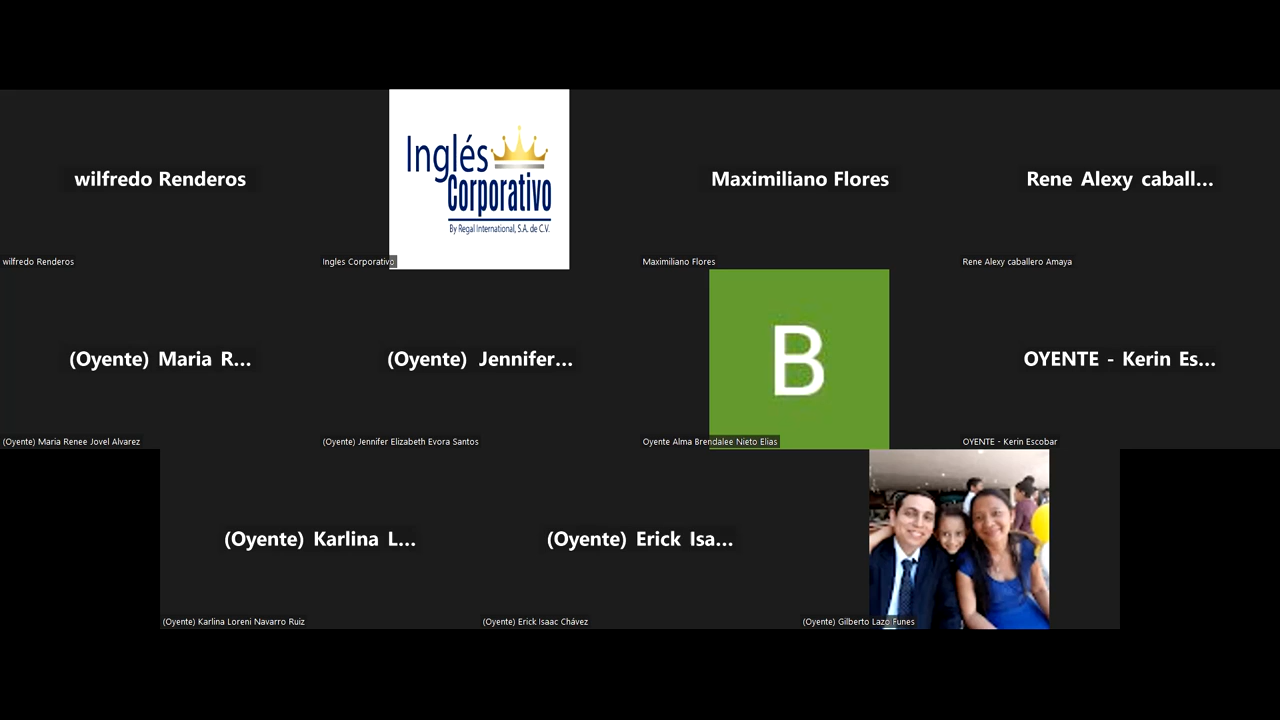 wilfredo Renderos
Inglés
Corporativo
By Regal International, S.A. de C.V.
Maximiliano Flores
Rene Alexy caball...
wilfredo Renderos
Ingles Corporativo
Maximiliano Flores
Rene Alexy caballero Amaya
(Oyente) Maria R...
(Oyente) Jennifer...
B
OYENTE - Kerin Es...
(Oyente) Maria Renee Jovel Alvarez
(Oyente) Jennifer Elizabeth Evora Santos
Oyente Alma Brendalee Nieto Elias
OYENTE - Kerin Escobar
(Oyente) Karlina L...
(Oyente) Erick Isa...
(Oyente) Karlina Loreni Navarro Ruiz
(Oyente) Erick Isaac Chávez
(Oyente) Gilberto Lazo Funes